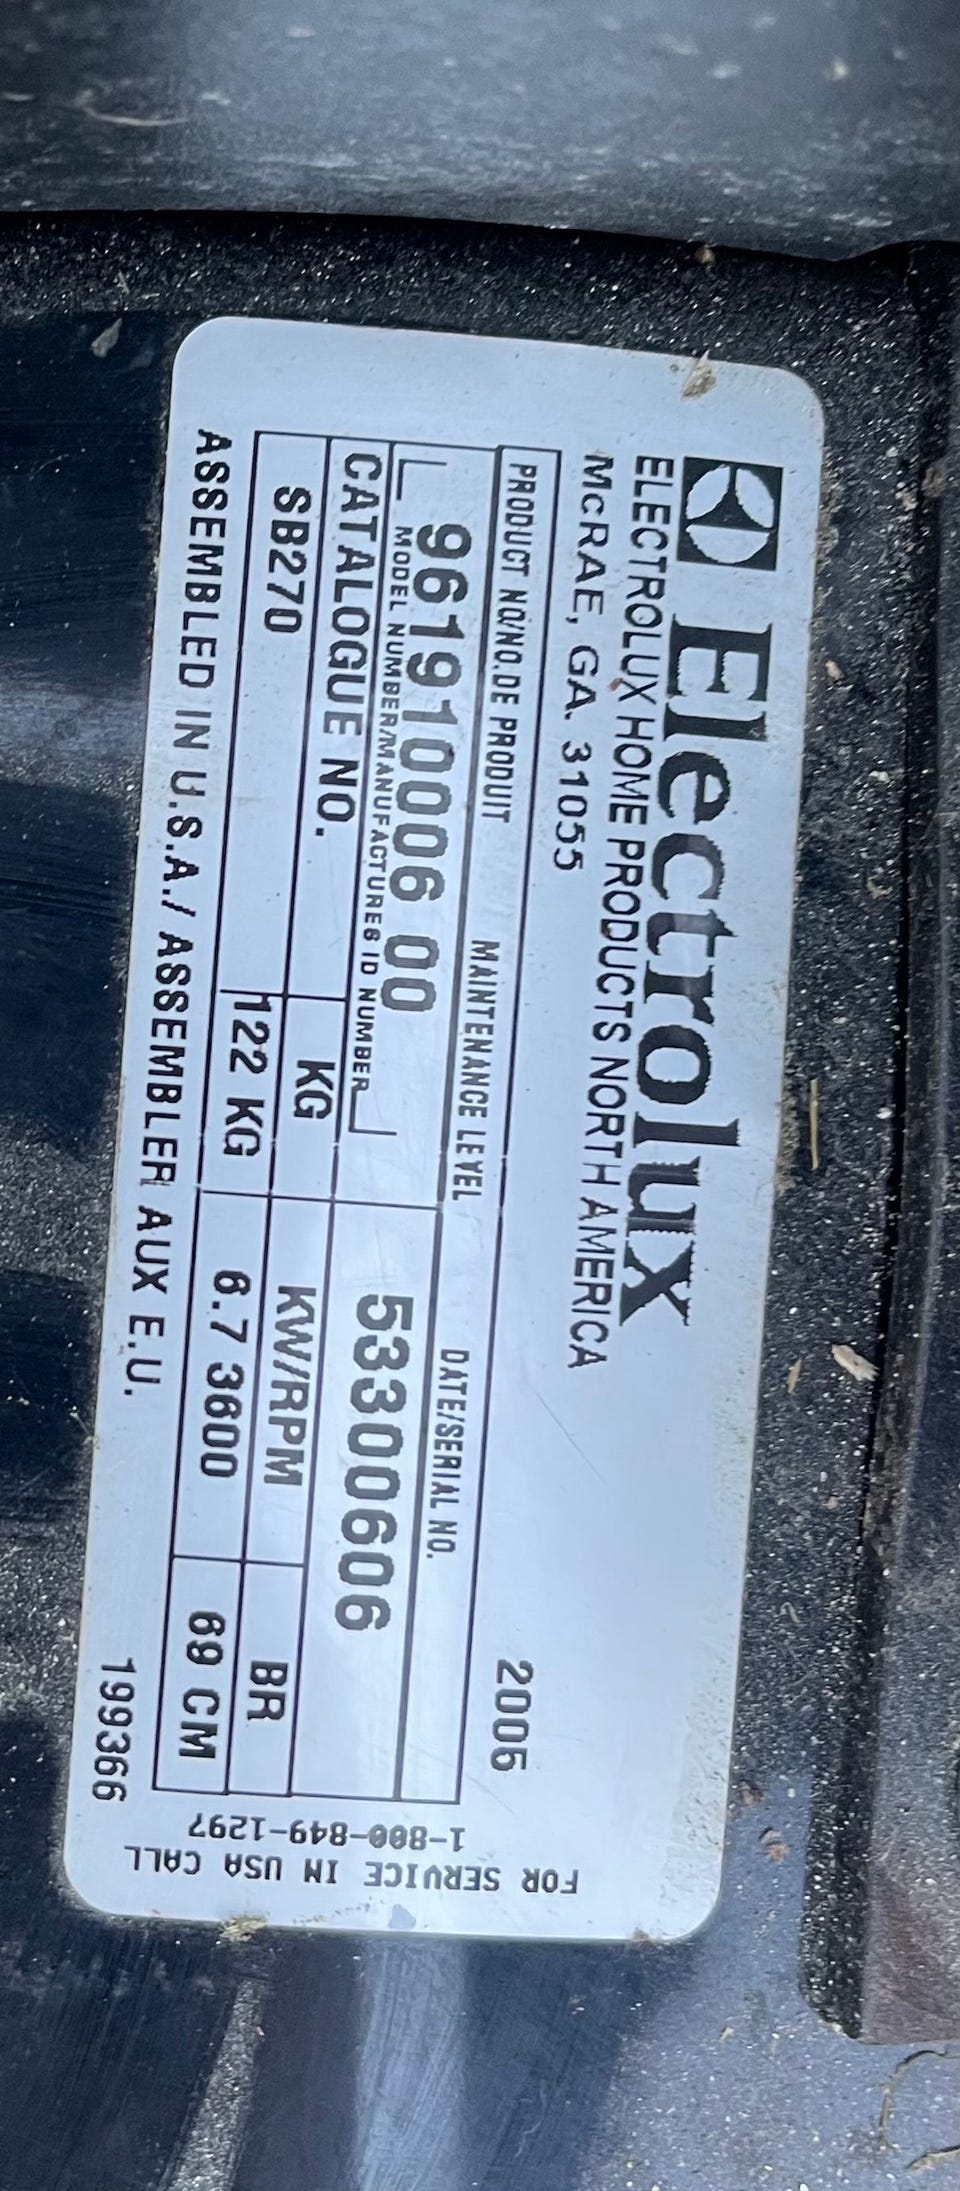 Electrolux
ELECTROLUX HOME PRODUCTS NORTH AMERICA
McRAE, GA. 31055
2005
PRODUCT NO/NO.DE PRODUIT MAINTENANCE LEVEL DATE/SERIAL NO.
961910006 00 53300606
MODEL NUMBER/MANUFACTURES ID NUMBER
CATALOGUE NO. KG KW/RPM BR
SB270 122 KG 6.7 3600 69 CM
ASSEMBLED IN U.S.A./ ASSEMBLER AUX E.U.
199366
FOR SERVICE IN USA CALL
1-800-849-1297